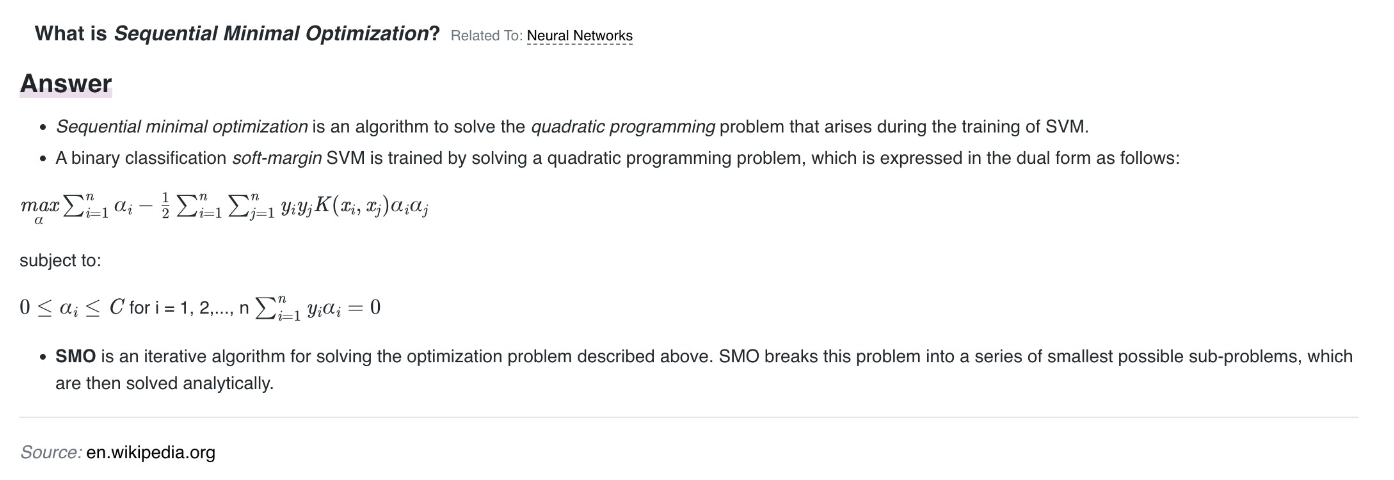 What is Sequential Minimal Optimization? Related To: Neural Networks
Answer
• Sequential minimal optimization is an algorithm to solve the quadratic programming problem that arises during the training of SVM.
• A binary classification soft-margin SVM is trained by solving a quadratic programming problem, which is expressed in the dual form as follows:
$\underset{\alpha}{max} \sum_{i=1}^{n} \alpha_i - \frac{1}{2} \sum_{i=1}^{n} \sum_{j=1}^{n} y_i y_j K(x_i, x_j) \alpha_i \alpha_j$
subject to:
$0 \leq \alpha_i \leq C$ for i = 1, 2,..., n $\sum_{i=1}^{n} y_i \alpha_i = 0$
• SMO is an iterative algorithm for solving the optimization problem described above. SMO breaks this problem into a series of smallest possible sub-problems, which
are then solved analytically.
Source: en.wikipedia.org